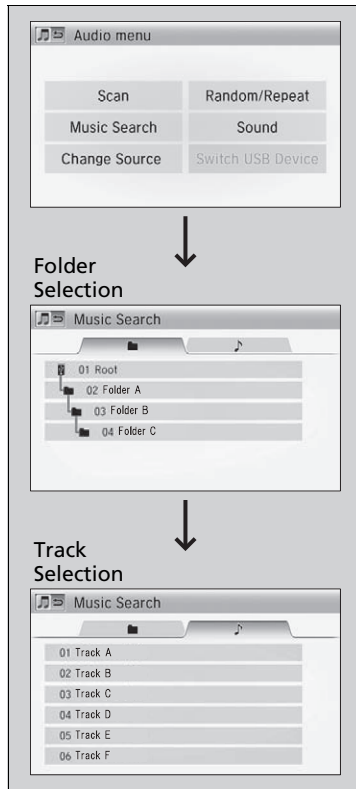 Audio menu
Scan Random/Repeat
Music Search Sound
Change Source Switch USB Device
Folder
Selection
Music Search
01 Root
02 Folder A
03 Folder B
04 Folder C
Track
Selection
Music Search
01 Track A
02 Track B
03 Track C
04 Track D
05 Track E
06 Track F